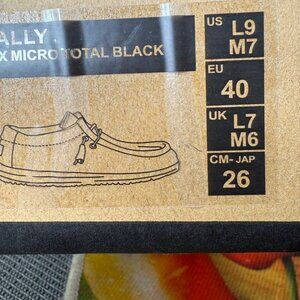 ALLY
X MICRO TOTAL BLACK
US L9 M7
EU 40
UK L7 M6
CM- JAP 26